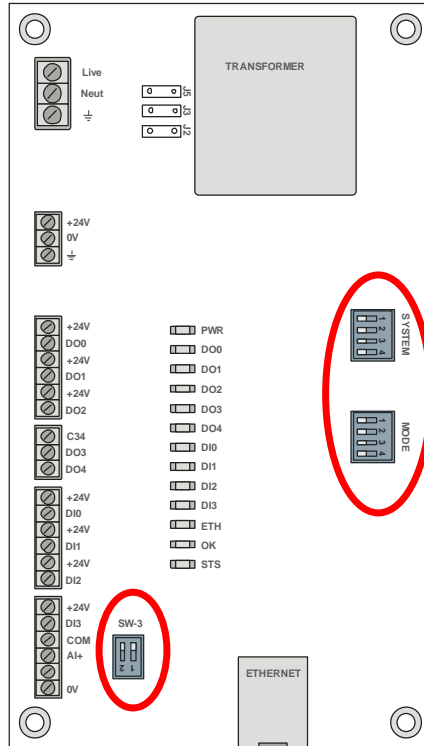 TRANSFORMER
Live
Neut
J5
J3
J2
+24V
0V
+24V
DO0
+24V
DO1
+24V
DO2
C34
DO3
DO4
+24V
DI0
+24V
DI1
+24V
DI2
+24V
DI3
COM
AI+
0V
PWR
DO0
DO1
DO2
DO3
DO4
DI0
DI1
DI2
DI3
ETH
OK
STS
SYSTEM
1
2
3
4
MODE
1
2
3
4
SW-3
1
2
ETHERNET